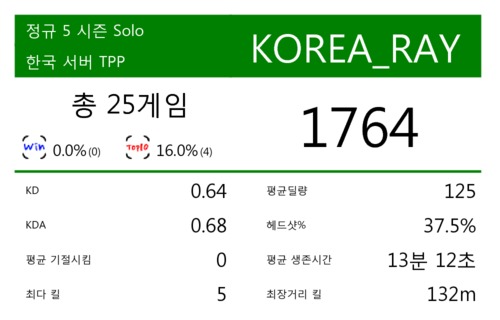 정규 5 시즌 Solo
한국 서버 TPP
KOREA_RAY
총 25게임
1764
Win 0.0% (0)
TOP10 16.0% (4)
KD 0.64
평균딜량 125
KDA 0.68
헤드샷% 37.5%
평균 기절시킴 0
평균 생존시간 13분 12초
최다 킬 5
최장거리 킬 132m